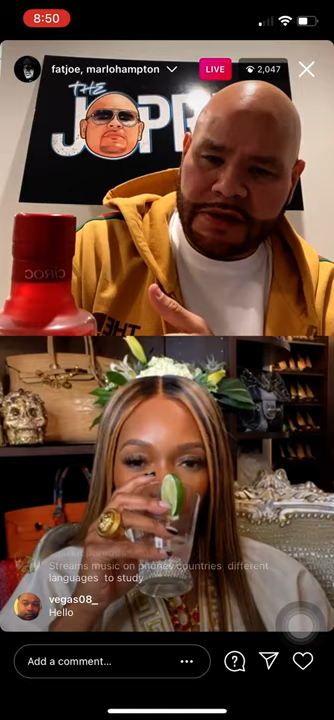 8:50
fatjoe, marlohampton
LIVE
2,047
THE
CIROC
THE
Streams music on phones countries different
languages to study
vegas08_
Hello
Add a comment...